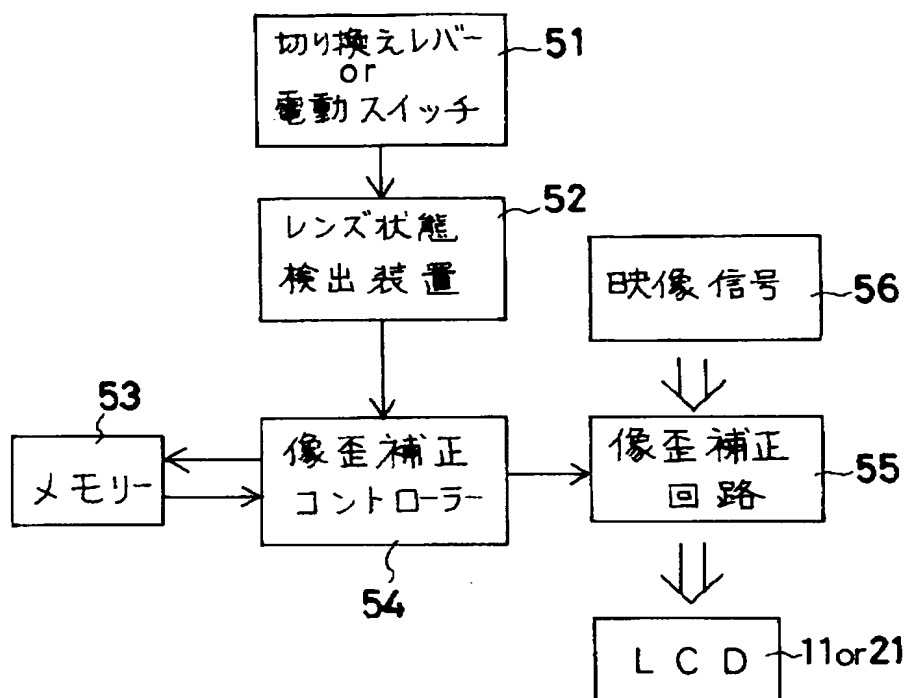 切り換えレバー
or
電動スイッチ
51
レンズ状態
検出装置
52
映像信号
56
53
メモリー
像歪補正
コントローラー
54
像歪補正
回路
55
LCD
11or21